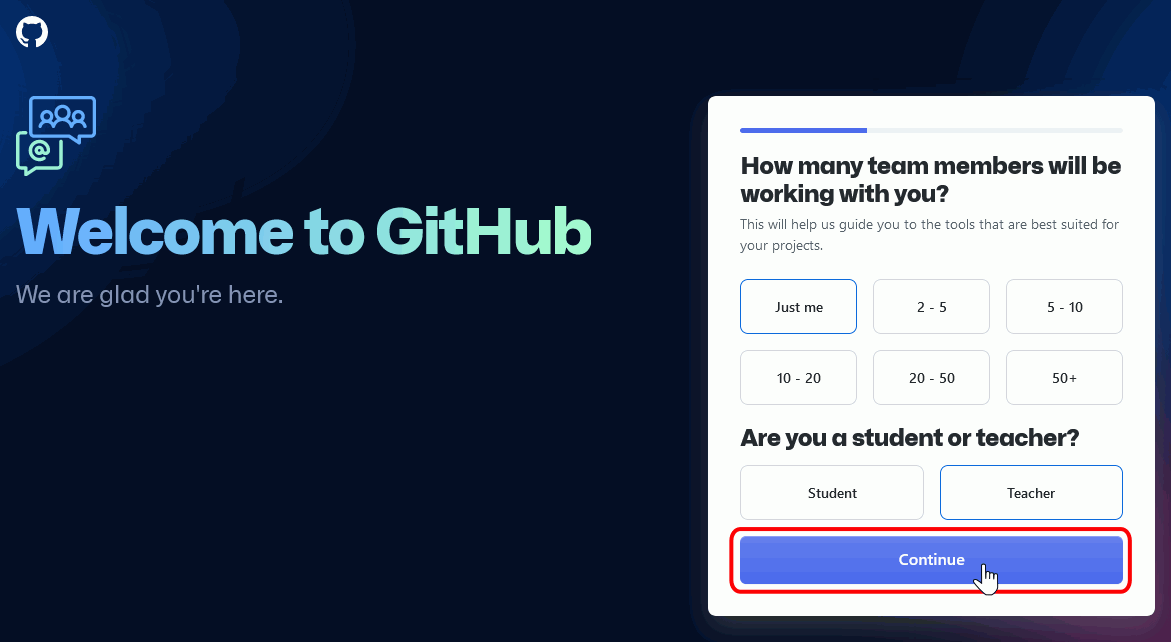 Welcome to GitHub
We are glad you're here.
How many team members will be
working with you?
This will help us guide you to the tools that are best suited for
your projects.
Just me
2 - 5
5 - 10
10 - 20
20 - 50
50+
Are you a student or teacher?
Student
Teacher
Continue